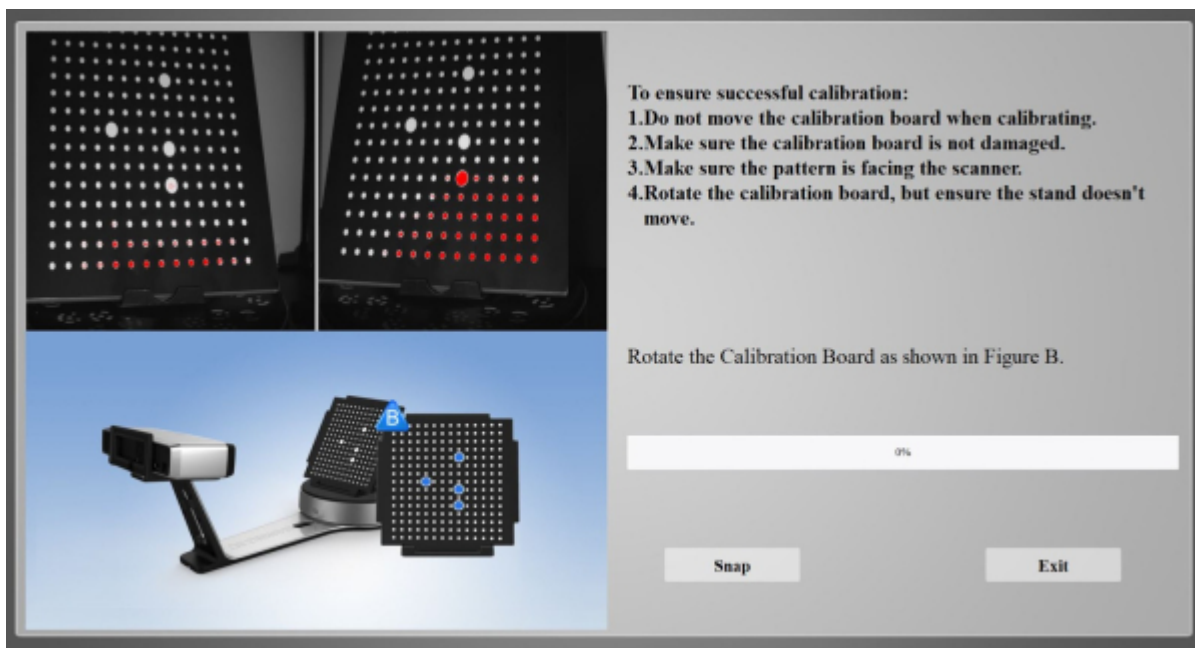 To ensure successful calibration:
1.Do not move the calibration board when calibrating.
2.Make sure the calibration board is not damaged.
3.Make sure the pattern is facing the scanner.
4.Rotate the calibration board, but ensure the stand doesn't
move.
B
Rotate the Calibration Board as shown in Figure B.
0%
Snap
Exit